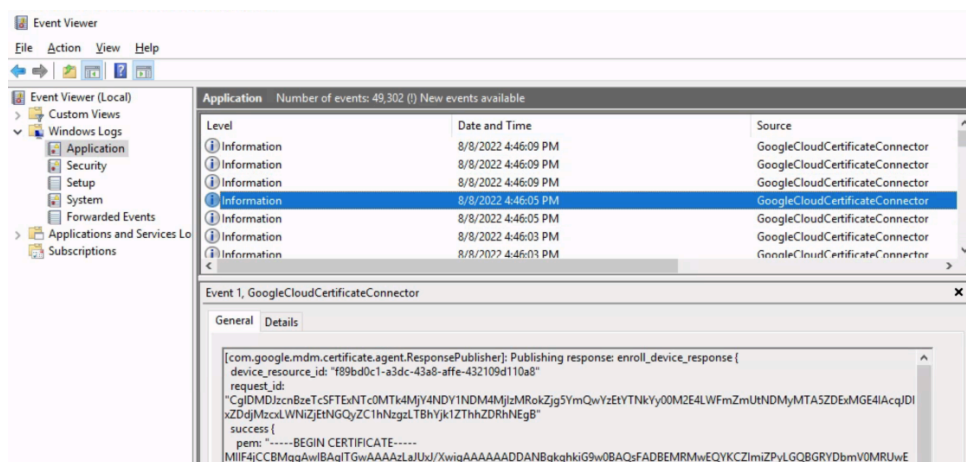 Event Viewer
File Action View Help
Event Viewer (Local)
Custom Views
Windows Logs
Application
Security
Setup
System
Forwarded Events
Applications and Services Lo
Subscriptions
Application Number of events: 49,302 (!) New events available
Level Date and Time Source
Information 8/8/2022 4:46:09 PM GoogleCloudCertificateConnector
Information 8/8/2022 4:46:09 PM GoogleCloudCertificateConnector
Information 8/8/2022 4:46:09 PM GoogleCloudCertificateConnector
Information 8/8/2022 4:46:05 PM GoogleCloudCertificateConnector
Information 8/8/2022 4:46:05 PM GoogleCloudCertificateConnector
Information 8/8/2022 4:46:03 PM GoogleCloudCertificateConnector
Information 8/8/2022 4:46:03 PM GoogleCloudCertificateConnector
Event 1, GoogleCloudCertificateConnector
General Details
[com.google.mdm.certificate.agent.ResponsePublisher]: Publishing response: enroll_device_response {
device_resource_id: "f89bd0c1-a3dc-43a8-affe-432109d110a8"
request_id:
success {
pem: "-----BEGIN CERTIFICATE-----